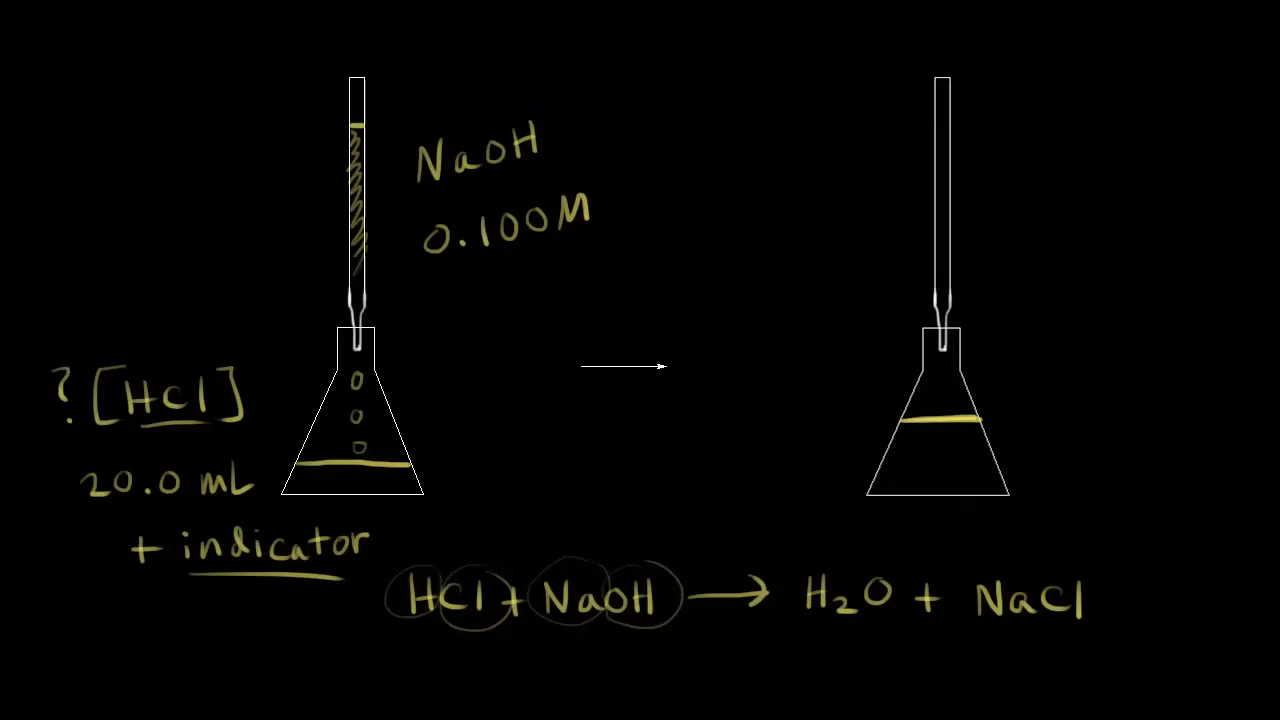 NaOH
0.100M
? [HCl]
20.0 mL
+ indicator
HCl + NaOH → H₂O + NaCl